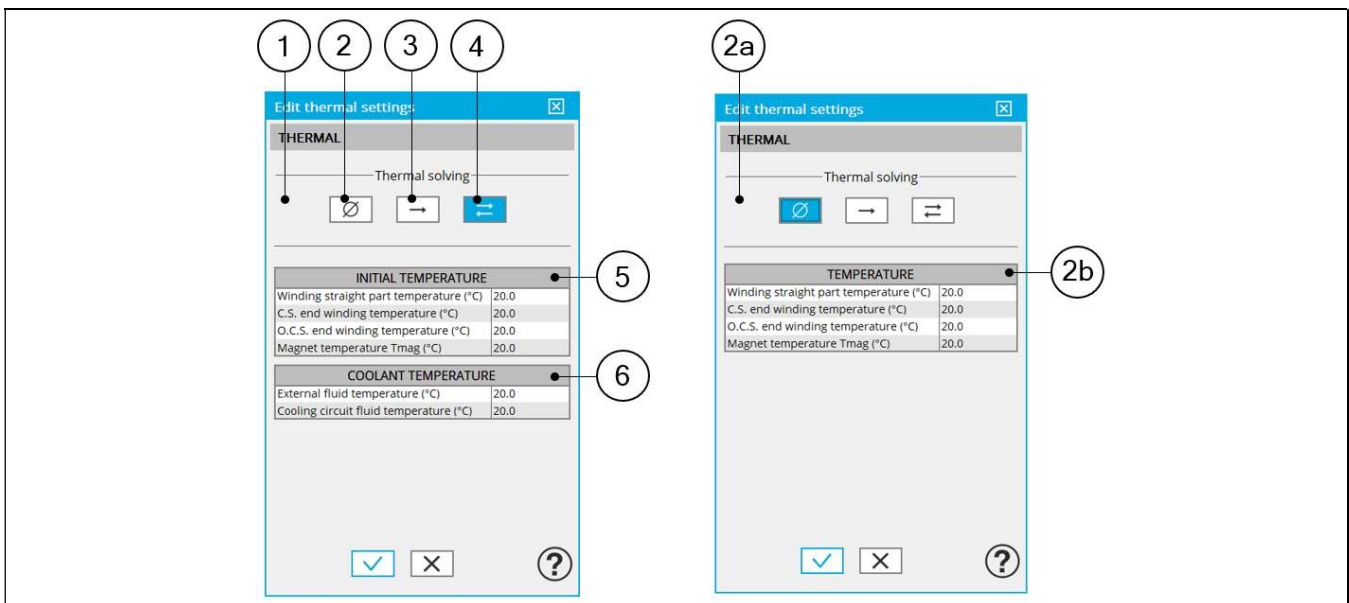 1 2 3 4
Edit thermal settings
THERMAL
Thermal solving
∅ → ⇄
INITIAL TEMPERATURE 5
Winding straight part temperature (°C) 20.0
C.S. end winding temperature (°C) 20.0
O.C.S. end winding temperature (°C) 20.0
Magnet temperature Tmag (°C) 20.0
COOLANT TEMPERATURE 6
External fluid temperature (°C) 20.0
Cooling circuit fluid temperature (°C) 20.0
?
2a
Edit thermal settings
THERMAL
Thermal solving
∅ → ⇄
TEMPERATURE 2b
Winding straight part temperature (°C) 20.0
C.S. end winding temperature (°C) 20.0
O.C.S. end winding temperature (°C) 20.0
Magnet temperature Tmag (°C) 20.0
?